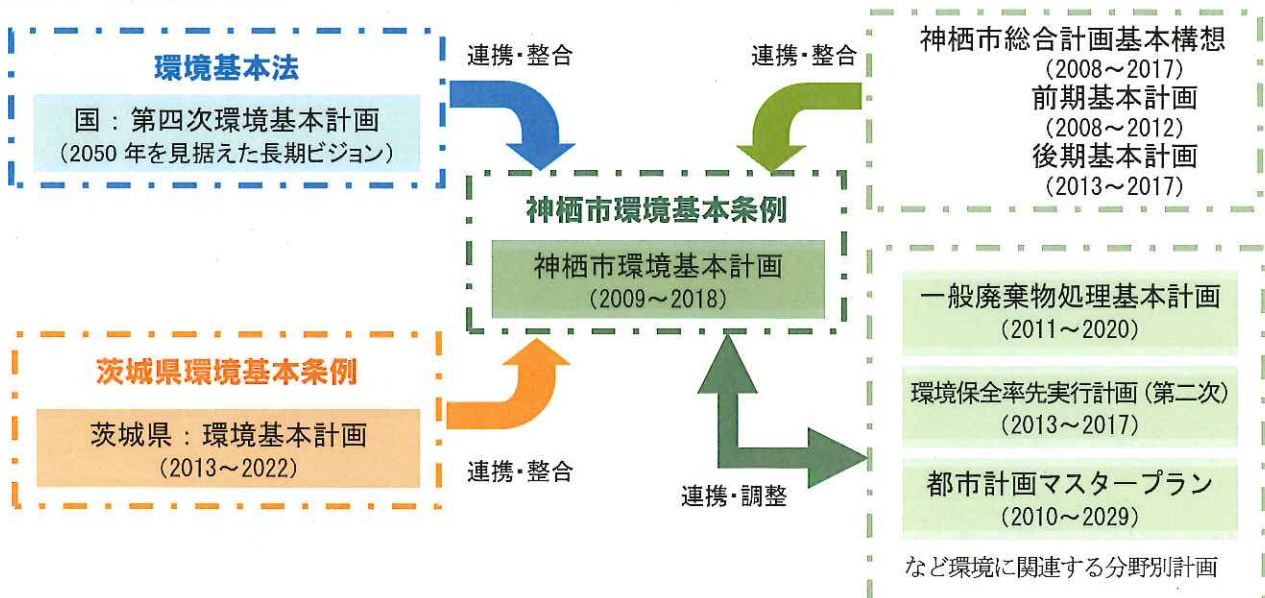 環境基本法
国：第四次環境基本計画
(2050 年を見据えた長期ビジョン)
連携・整合
連携・整合
神栖市総合計画基本構想
(2008～2017)
前期基本計画
(2008～2012)
後期基本計画
(2013～2017)
神栖市環境基本条例
神栖市環境基本計画
(2009～2018)
茨城県環境基本条例
茨城県：環境基本計画
(2013～2022)
連携・整合
連携・調整
一般廃棄物処理基本計画
(2011～2020)
環境保全率先実行計画(第二次)
(2013～2017)
都市計画マスタープラン
(2010～2029)
など環境に関連する分野別計画